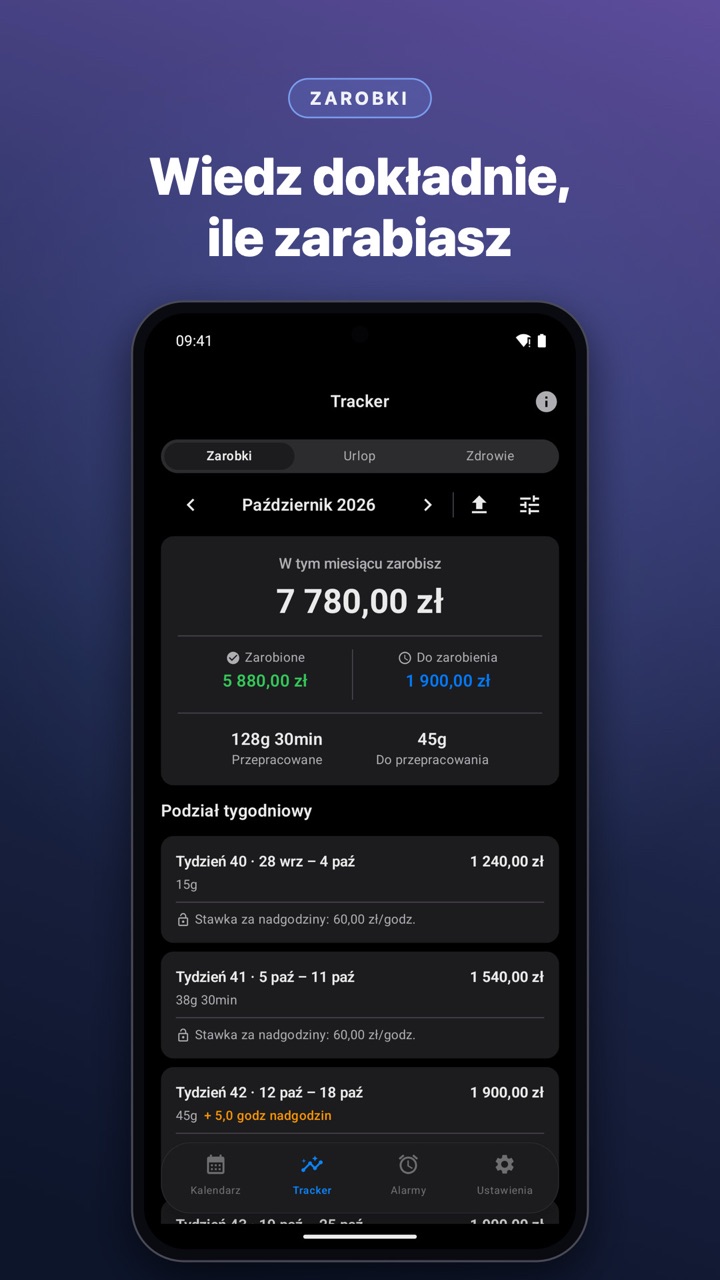 ZAROBKI
Wiedz dokładnie,
ile zarabiasz
09:41
Tracker
Zarobki
Urlop
Zdrowie
Październik 2026
W tym miesiącu zarobisz
7 780,00 zł
Zarobione
Do zarobienia
5 880,00 zł
1 900,00 zł
128g 30min
45g
Przepracowane
Do przepracowania
Podział tygodniowy
Tydzień 40 · 28 wrz – 4 paź
1 240,00 zł
15g
Stawka za nadgodziny: 60,00 zł/godz.
Tydzień 41 · 5 paź – 11 paź
1 540,00 zł
38g 30min
Stawka za nadgodziny: 60,00 zł/godz.
Tydzień 42 · 12 paź – 18 paź
1 900,00 zł
45g + 5,0 godz nadgodzin
Kalendarz
Tracker
Alarmy
Ustawienia